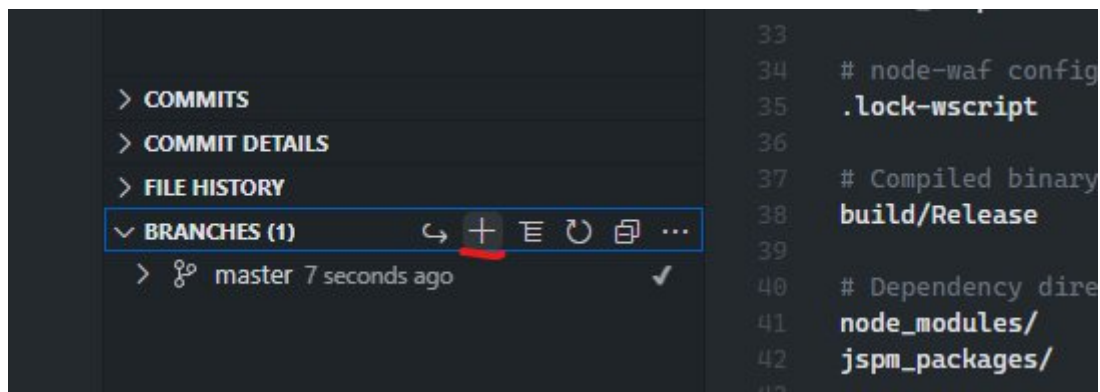 COMMITS
COMMIT DETAILS
FILE HISTORY
BRANCHES (1)
master 7 seconds ago
33
34 # node-waf config
35 .lock-wscript
36
37 # Compiled binary
38 build/Release
39
40 # Dependency dire
41 node_modules/
42 jspm_packages/